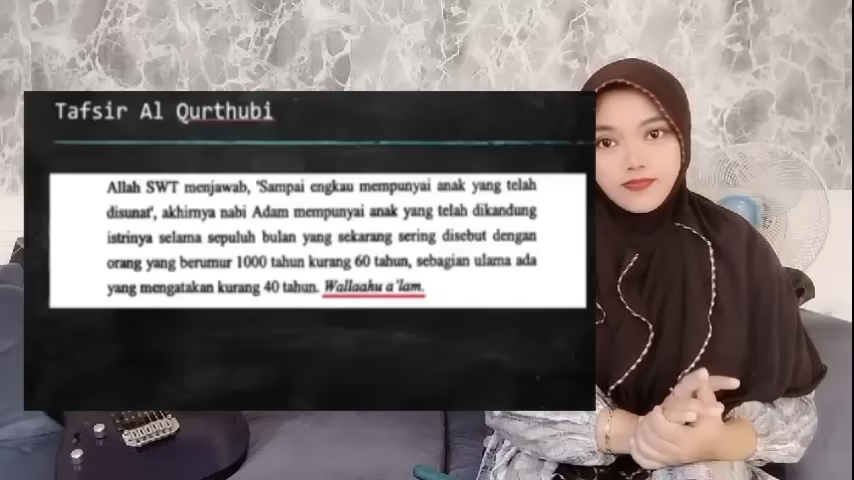 Tafsir Al Qurthubi
Allah SWT menjawab, 'Sampai engkau mempunyai anak yang telah
disunat', akhirnya nabi Adam mempunyai anak yang telah dikandung
istrinya selama sepuluh bulan yang sekarang sering disebut dengan
orang yang berumur 1000 tahun kurang 60 tahun, sebagian ulama ada
yang mengatakan kurang 40 tahun. Wallaahu a'lam.